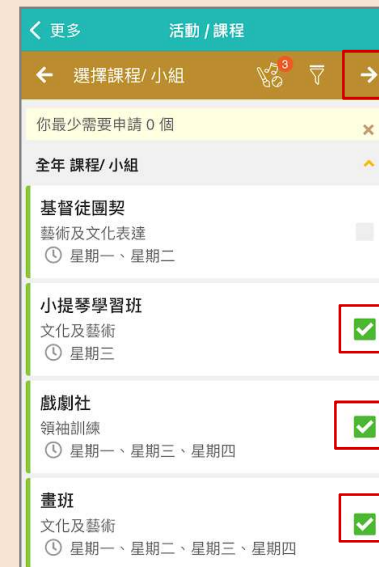 更多 活動 / 課程
選擇課程/ 小組 3
你最少需要申請 0 個
全年 課程/ 小組
基督徒團契
藝術及文化表達
星期一、星期二
小提琴學習班
文化及藝術
星期三
戲劇社
領袖訓練
星期一、星期三、星期四
畫班
文化及藝術
星期一、星期二、星期三、星期四